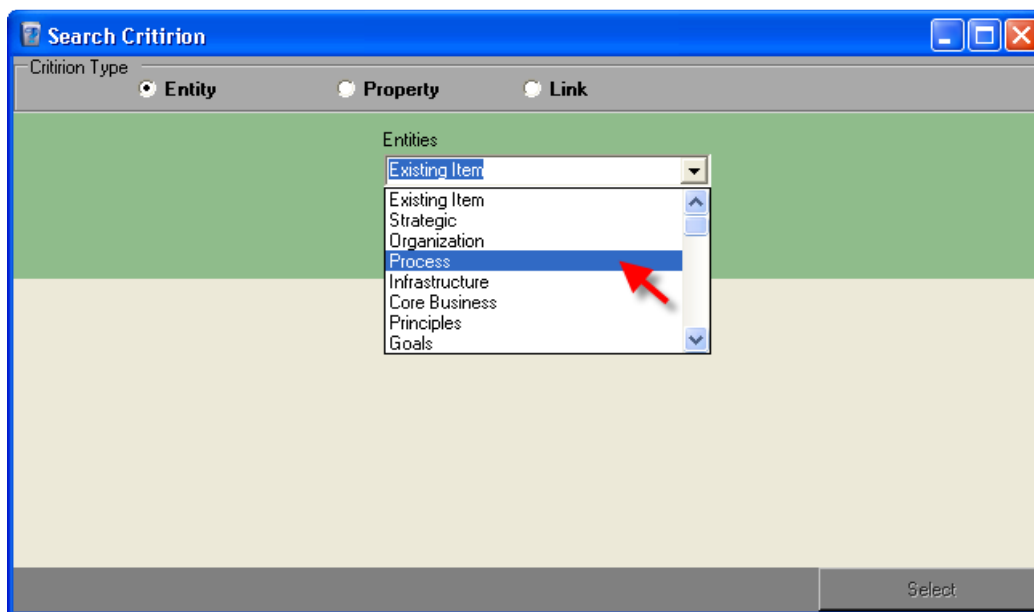 Search Critirion
Critirion Type
Entity Property Link
Entities
Existing Item
Existing Item
Strategic
Organization
Process
Infrastructure
Core Business
Principles
Goals
Select